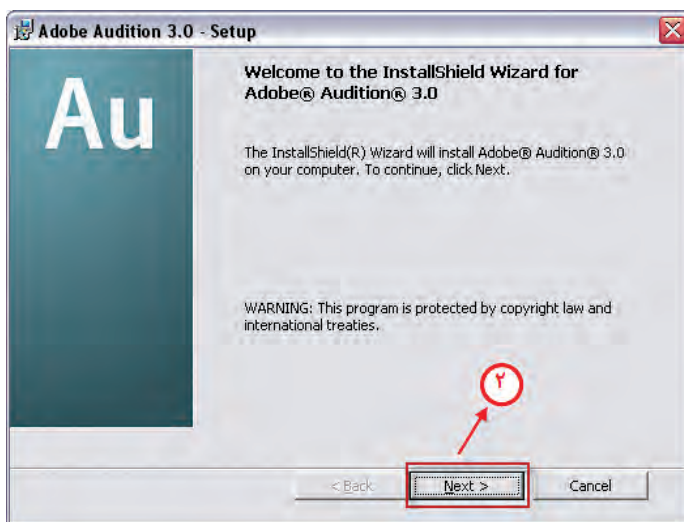 Adobe Audition 3.0 - Setup
Au
Welcome to the InstallShield Wizard for
Adobe® Audition® 3.0
The InstallShield(R) Wizard will install Adobe® Audition® 3.0
on your computer. To continue, click Next.
WARNING: This program is protected by copyright law and
international treaties.
۲
< Back
Next >
Cancel